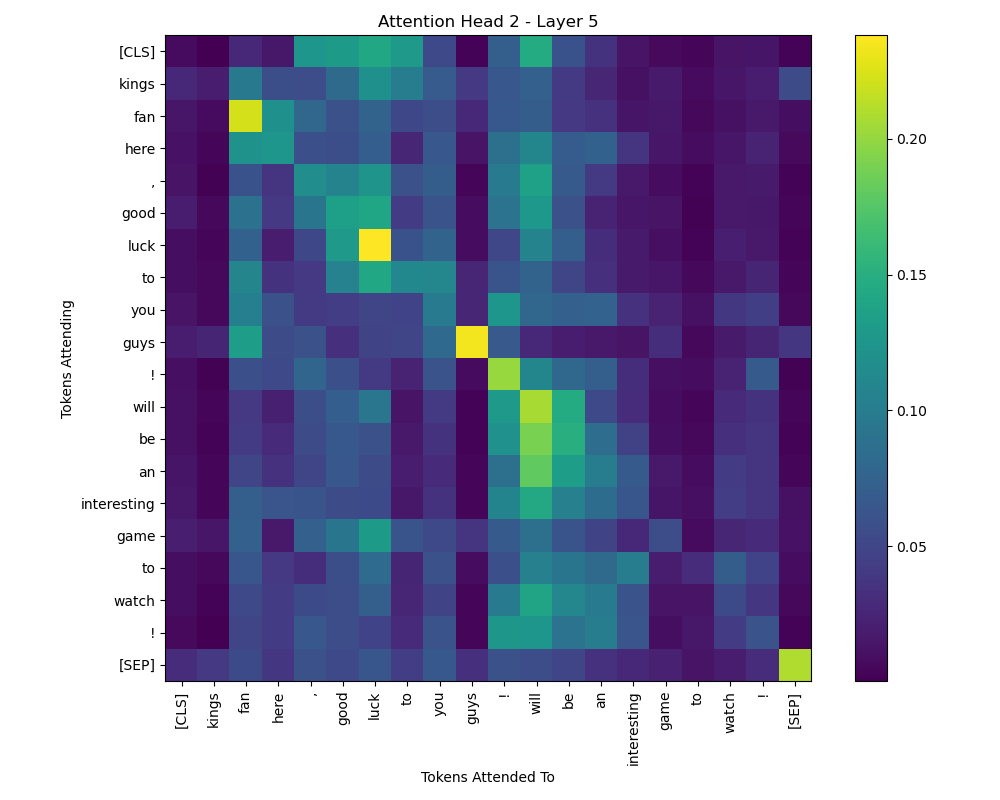 Attention Head 2 - Layer 5
[CLS]
kings
fan
here
,
good
luck
to
you
guys
!
will
be
an
interesting
game
to
watch
!
[SEP]
Tokens Attending
[CLS] kings fan here , good luck to you guys ! will be an interesting game to watch ! [SEP]
Tokens Attended To
0.20
0.15
0.10
0.05